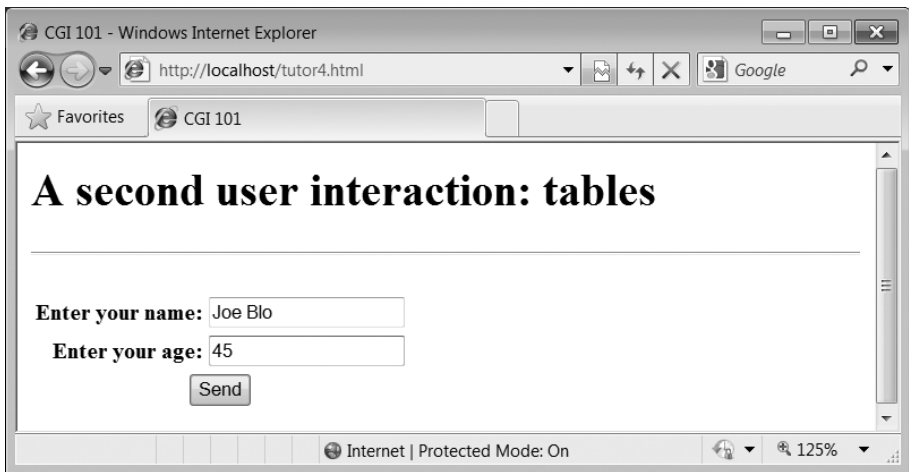 CGI 101 - Windows Internet Explorer
http://localhost/tutor4.html
Google
Favorites
CGI 101
A second user interaction: tables
Enter your name: Joe Blo
Enter your age: 45
Send
Internet | Protected Mode: On
125%